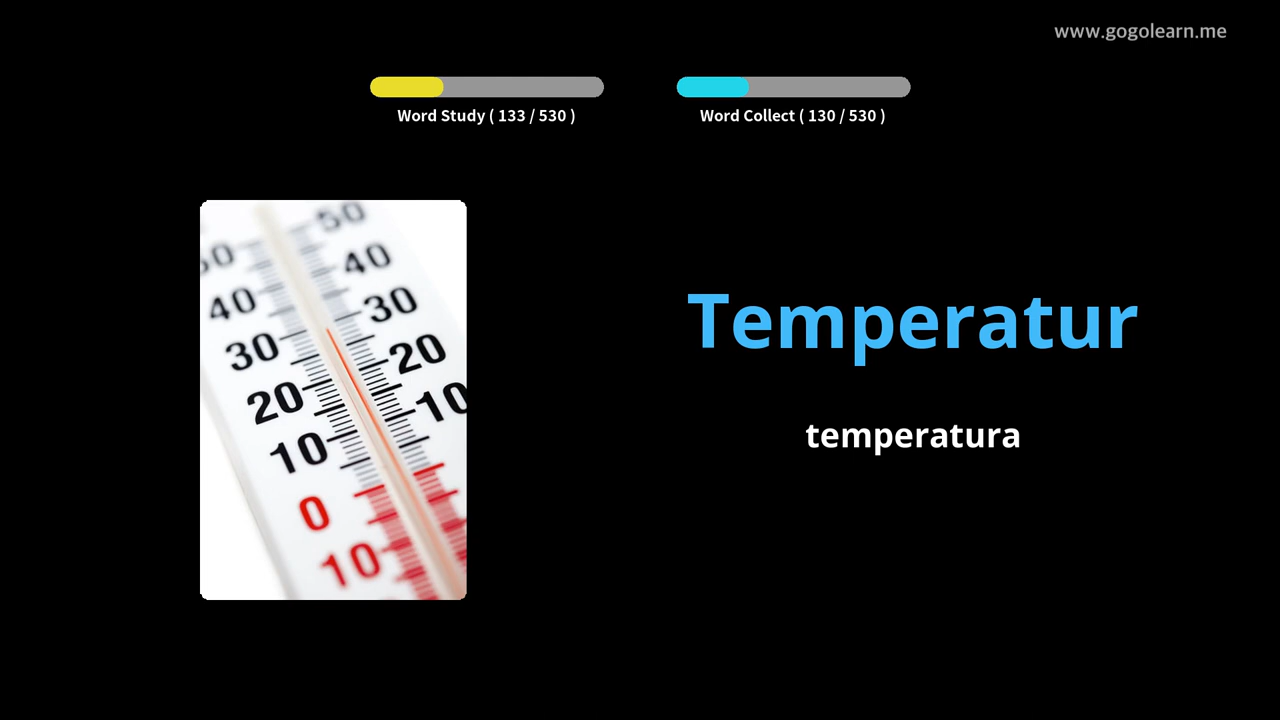 www.gogolearn.me
Word Study ( 133 / 530 )
Word Collect ( 130 / 530 )
50
40
30
20
10
40
30
20
10
0
10
Temperatur
temperatura